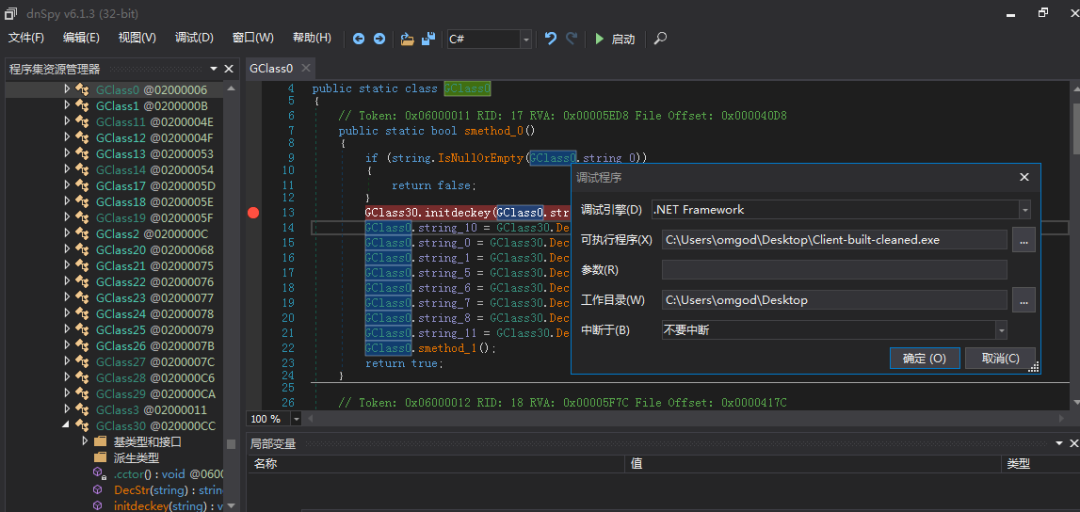 dnSpy v6.1.3 (32-bit)
文件(F) 编辑(E) 视图(V) 调试(D) 窗口(W) 帮助(H) C# 启动
程序集资源管理器
GClass0 @02000006
GClass1 @0200000B
GClass11 @0200004E
GClass12 @0200004F
GClass13 @02000053
GClass14 @02000054
GClass17 @0200005D
GClass18 @0200005E
GClass19 @0200005F
GClass2 @0200000C
GClass20 @02000068
GClass21 @02000075
GClass22 @02000076
GClass23 @02000077
GClass24 @02000078
GClass25 @02000079
GClass26 @0200007B
GClass27 @0200007C
GClass28 @020000C6
GClass29 @020000CA
GClass3 @02000011
GClass30 @020000CC
基类型和接口
派生类型
.cctor() : void @0600
DecStr(string) : strin
initdeckey(string) : v
GClass0
4 public static class GClass0
5 {
6 // Token: 0x06000011 RID: 17 RVA: 0x00005ED8 File Offset: 0x000040D8
7 public static bool smethod_0()
8 {
9 if (string.IsNullOrEmpty(GClass0.string_0))
10 {
11 return false;
12 }
13 GClass30.initdeckey(GClass0.str
14 GClass0.string_10 = GClass30.De
15 GClass0.string_0 = GClass30.Dec
16 GClass0.string_1 = GClass30.Dec
17 GClass0.string_5 = GClass30.Dec
18 GClass0.string_6 = GClass30.Dec
19 GClass0.string_7 = GClass30.Dec
20 GClass0.string_8 = GClass30.Dec
21 GClass0.string_11 = GClass30.De
22 GClass0.smethod_1();
23 return true;
24 }
25
26 // Token: 0x06000012 RID: 18 RVA: 0x00005F7C File Offset: 0x0000417C
100 %
调试程序
调试引擎(D) .NET Framework
可执行程序(X) C:\Users\omgod\Desktop\Client-built-cleaned.exe ...
参数(R)
工作目录(W) C:\Users\omgod\Desktop ...
中断于(B) 不要中断
确定 (O) 取消(C)
局部变量
名称 值 类型